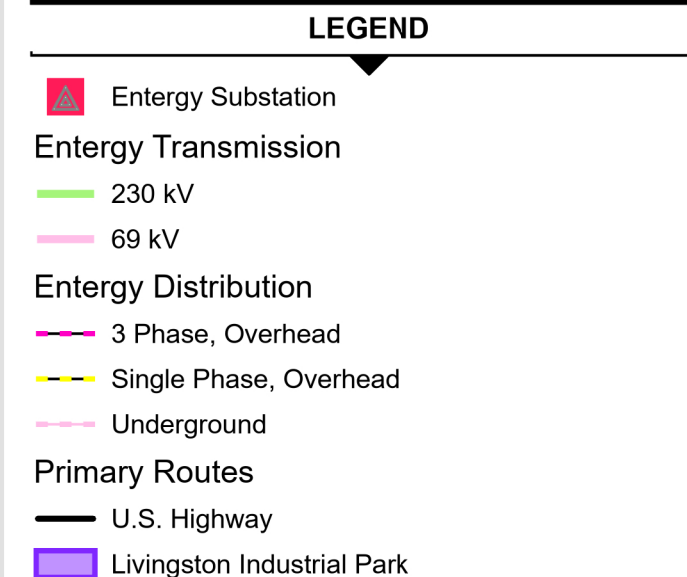 LEGEND
Entergy Substation
Entergy Transmission
230 kV
69 kV
Entergy Distribution
3 Phase, Overhead
Single Phase, Overhead
Underground
Primary Routes
U.S. Highway
Livingston Industrial Park